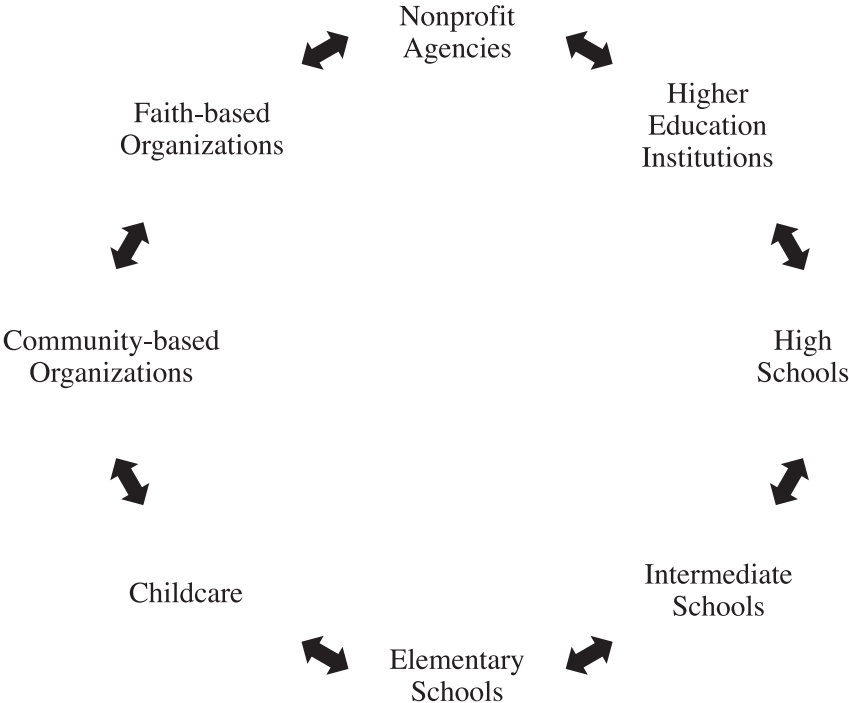 Nonprofit
Agencies
Higher
Education
Institutions
Faith-based
Organizations
Community-based
Organizations
High
Schools
Childcare
Intermediate
Schools
Elementary
Schools